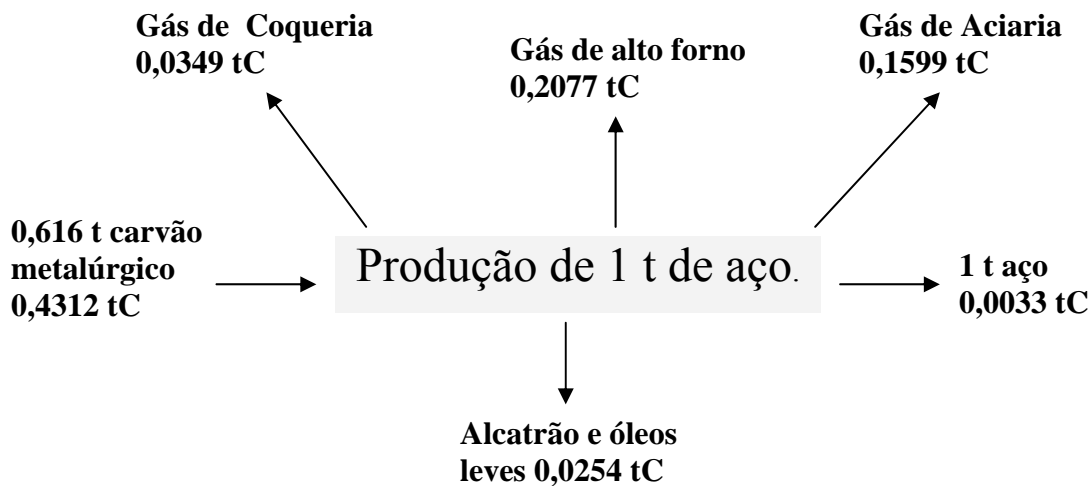 Gás de Coqueria
0,0349 tC
Gás de alto forno
0,2077 tC
Gás de Aciaria
0,1599 tC
0,616 t carvão
metalúrgico
0,4312 tC
Produção de 1 t de aço.
1 t aço
0,0033 tC
Alcatrão e óleos
leves 0,0254 tC